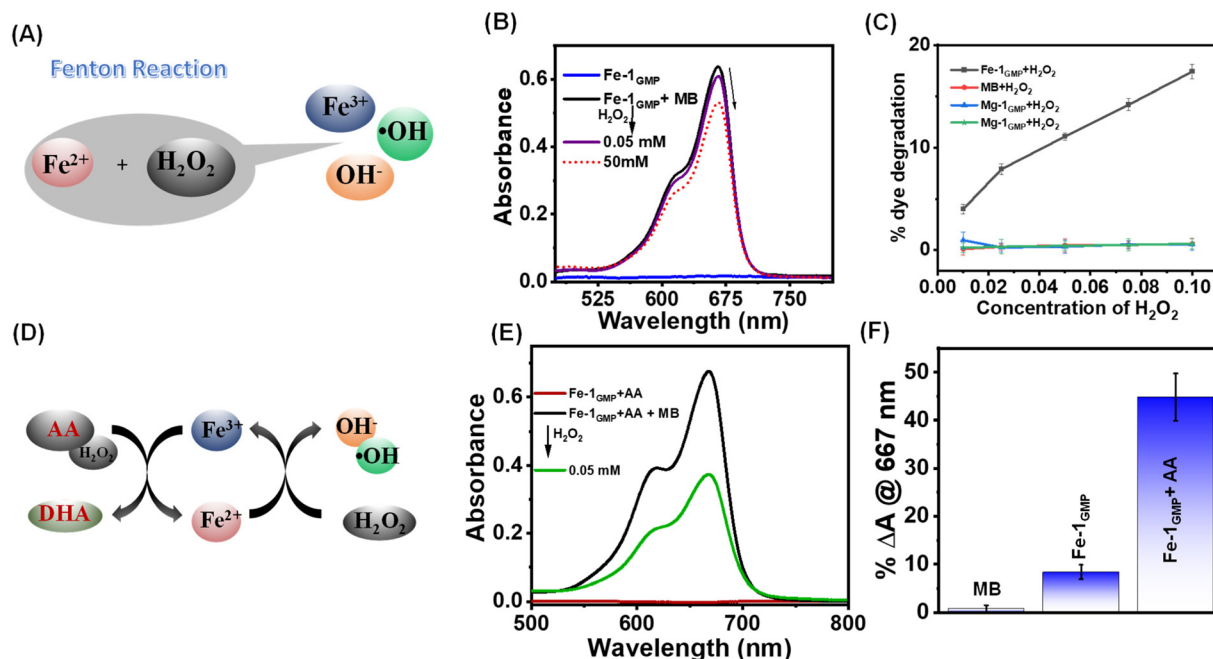 (A)
Fenton Reaction
Fe²⁺ + H₂O₂
Fe³⁺
•OH
OH⁻
(B)
Absorbance
0.6
0.4
0.2
0.0
Fe-1GMP
Fe-1GMP + MB
H₂O₂
0.05 mM
50mM
525 600 675 750
Wavelength (nm)
(C)
% dye degradation
20
10
0
Fe-1GMP+H₂O₂
MB+H₂O₂
Mg-1GMP+H₂O₂
Mg-1GMP+H₂O₂
0.00 0.02 0.04 0.06 0.08 0.10
Concentration of H₂O₂
(D)
AA
H₂O₂
Fe³⁺
OH⁻
•OH
DHA
Fe²⁺
H₂O₂
(E)
Absorbance
0.6
0.4
0.2
0.0
Fe-1GMP+AA
Fe-1GMP+AA + MB
H₂O₂
0.05 mM
500 600 700 800
Wavelength (nm)
(F)
% ΔA @ 667 nm
50
40
30
20
10
0
MB
Fe-1GMP
Fe-1GMP+ AA